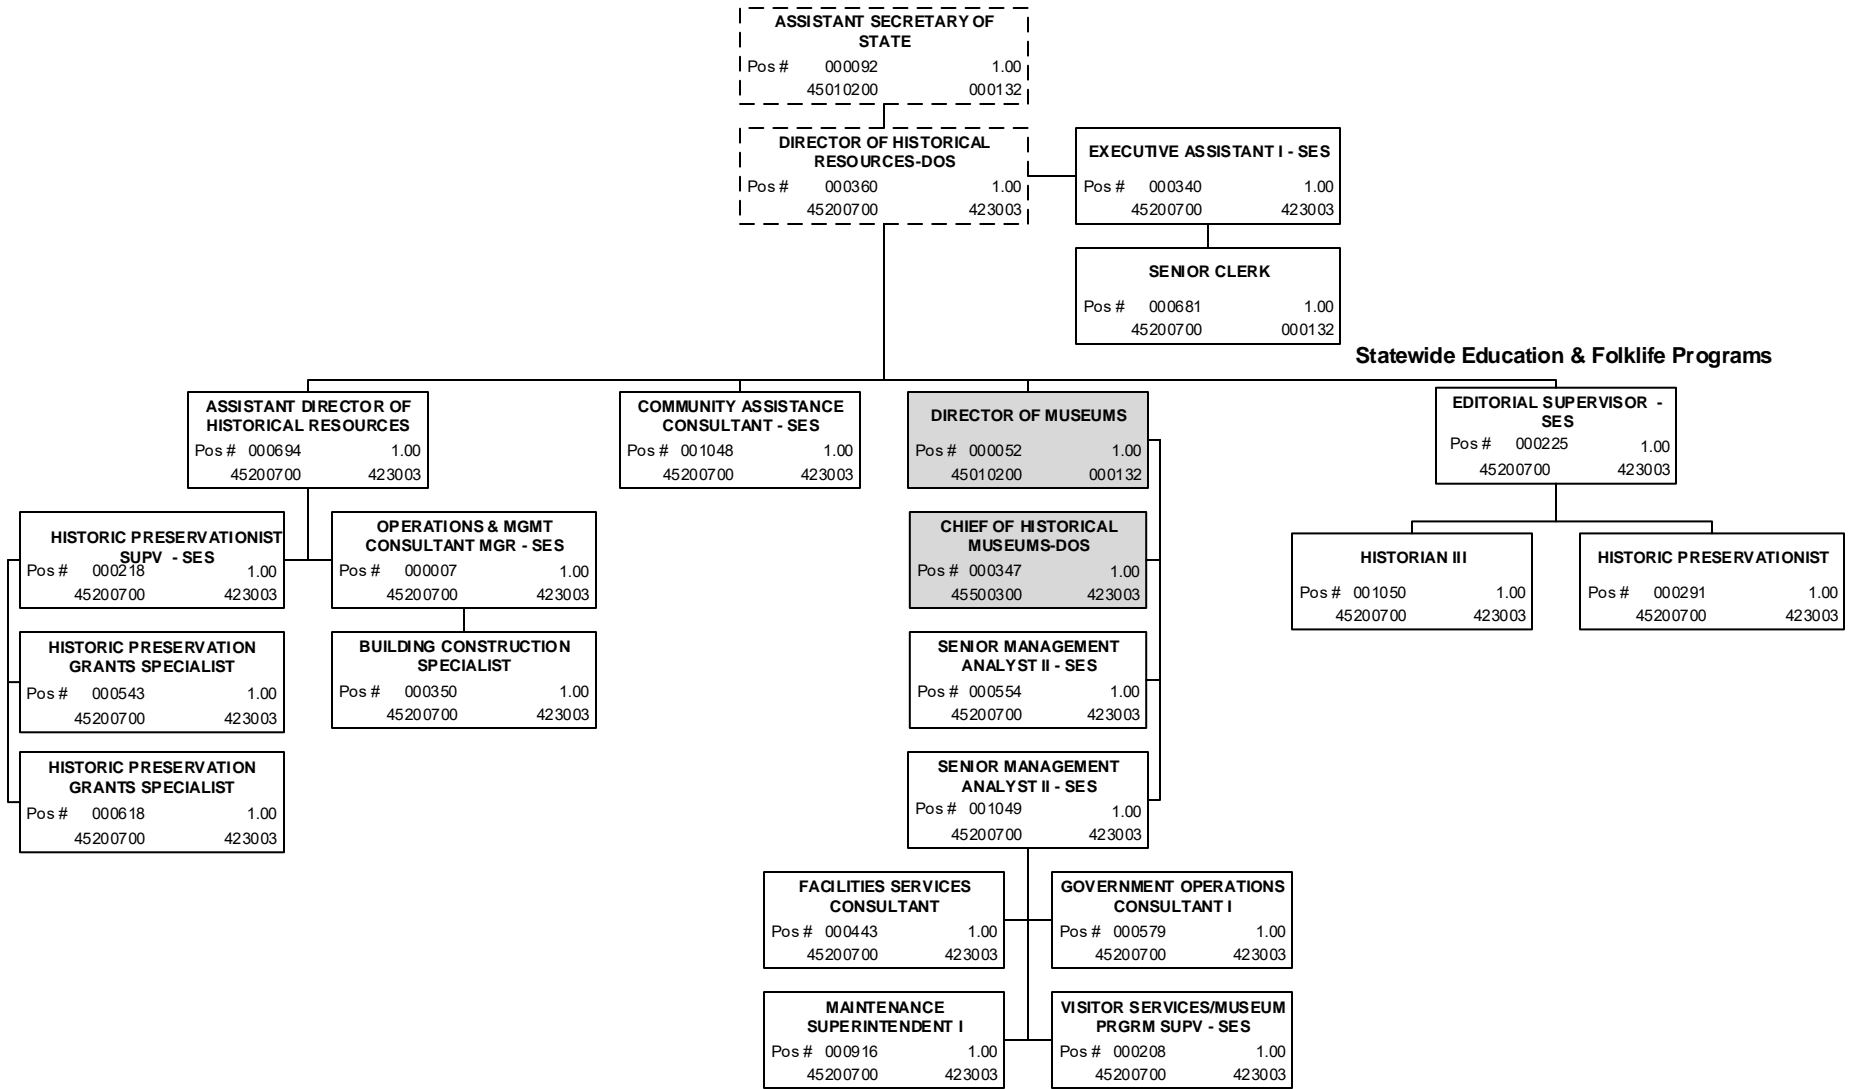 ASSISTANT SECRETARY OF
STATE
Pos # 000092 1.00
45010200 000132
DIRECTOR OF HISTORICAL
RESOURCES-DOS
Pos # 000360 1.00
45200700 423003
EXECUTIVE ASSISTANT I - SES
Pos # 000340 1.00
45200700 423003
SENIOR CLERK
Pos # 000681 1.00
45200700 000132
Statewide Education & Folklife Programs
ASSISTANT DIRECTOR OF
HISTORICAL RESOURCES
Pos # 000694 1.00
45200700 423003
COMMUNITY ASSISTANCE
CONSULTANT - SES
Pos # 001048 1.00
45200700 423003
DIRECTOR OF MUSEUMS
Pos # 000052 1.00
45010200 000132
EDITORIAL SUPERVISOR -
SES
Pos # 000225 1.00
45200700 423003
HISTORIC PRESERVATIONIST
SUPV - SES
Pos # 000218 1.00
45200700 423003
OPERATIONS & MGMT
CONSULTANT MGR - SES
Pos # 000007 1.00
45200700 423003
CHIEF OF HISTORICAL
MUSEUMS-DOS
Pos # 000347 1.00
45500300 423003
HISTORIAN III
Pos # 001050 1.00
45200700 423003
HISTORIC PRESERVATIONIST
Pos # 000291 1.00
45200700 423003
HISTORIC PRESERVATION
GRANTS SPECIALIST
Pos # 000543 1.00
45200700 423003
BUILDING CONSTRUCTION
SPECIALIST
Pos # 000350 1.00
45200700 423003
SENIOR MANAGEMENT
ANALYST II - SES
Pos # 000554 1.00
45200700 423003
HISTORIC PRESERVATION
GRANTS SPECIALIST
Pos # 000618 1.00
45200700 423003
SENIOR MANAGEMENT
ANALYST II - SES
Pos # 001049 1.00
45200700 423003
FACILITIES SERVICES
CONSULTANT
Pos # 000443 1.00
45200700 423003
GOVERNMENT OPERATIONS
CONSULTANT I
Pos # 000579 1.00
45200700 423003
MAINTENANCE
SUPERINTENDENT I
Pos # 000916 1.00
45200700 423003
VISITOR SERVICES/MUSEUM
PRGRM SUPV - SES
Pos # 000208 1.00
45200700 423003